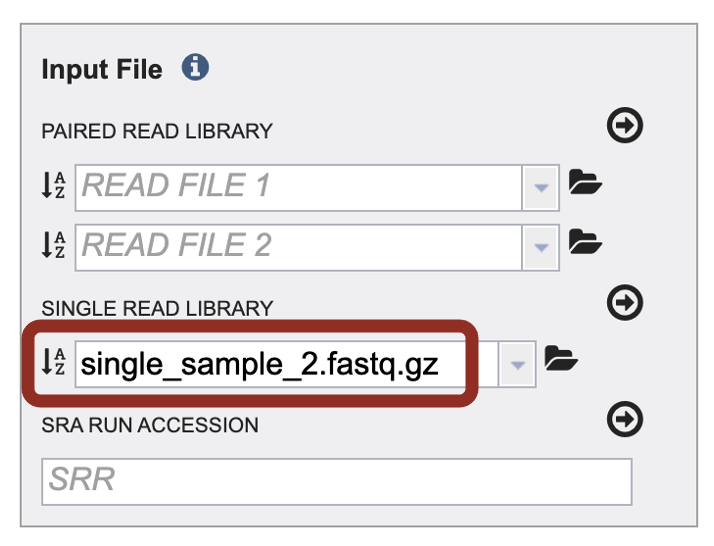 Input File
PAIRED READ LIBRARY
READ FILE 1
READ FILE 2
SINGLE READ LIBRARY
single_sample_2.fastq.gz
SRA RUN ACCESSION
SRR